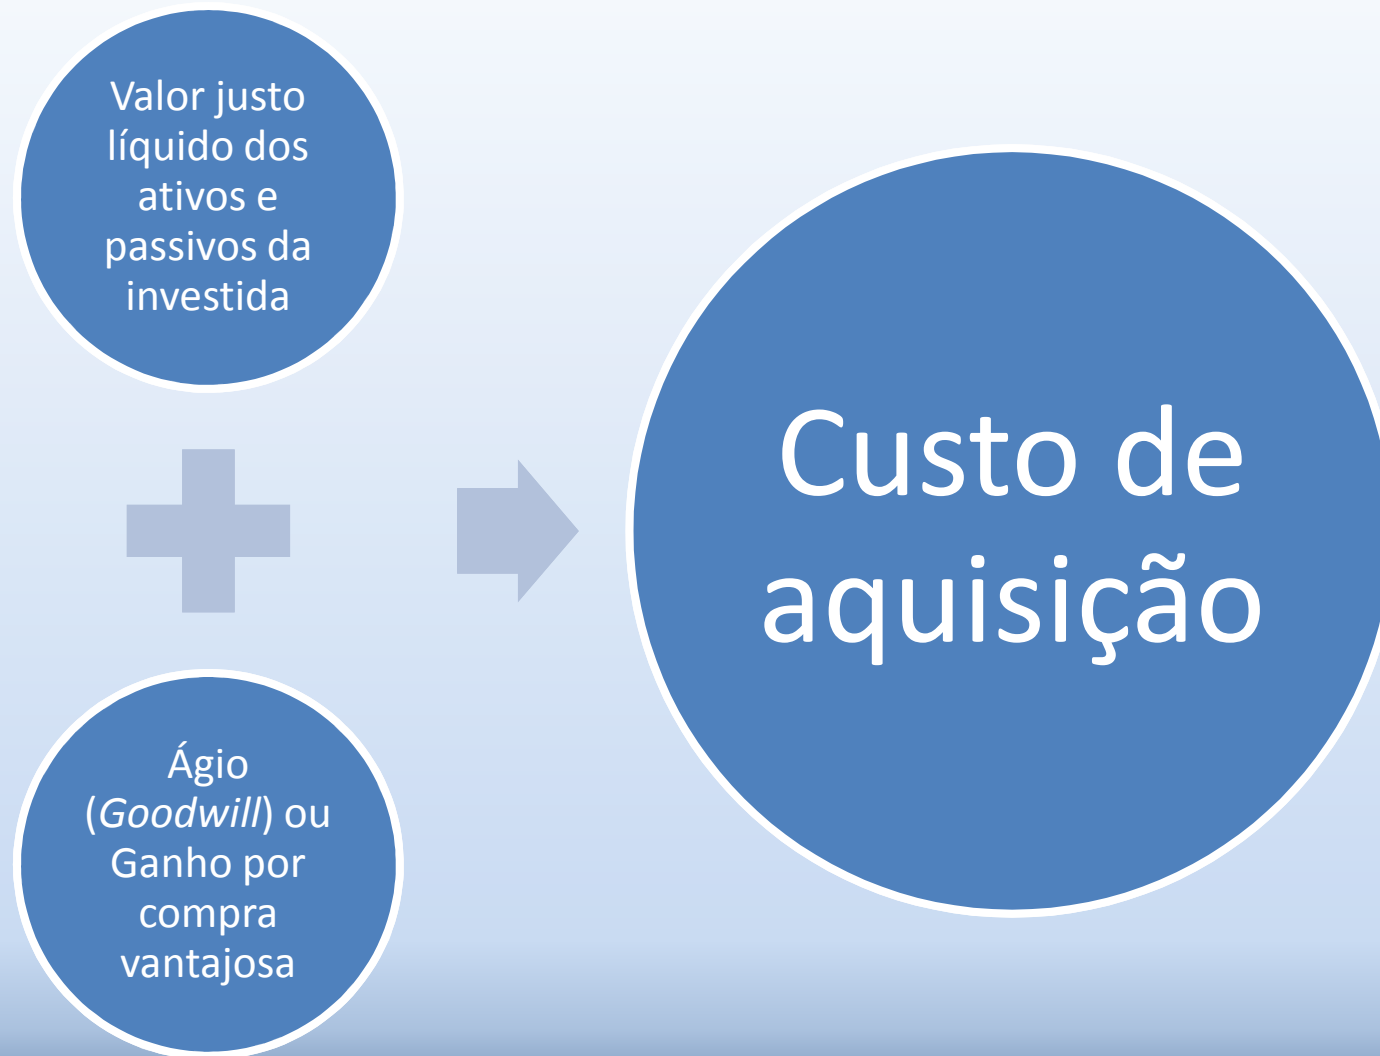 Valor justo
líquido dos
ativos e
passivos da
investida
Ágio
(Goodwill) ou
Ganho por
compra
vantajosa
Custo de
aquisição